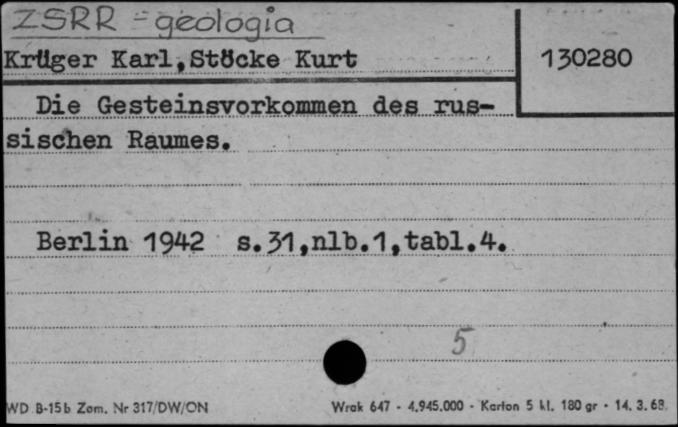 ZSRR - geologia
Krüger Karl,Stöcke Kurt
130280
Die Gesteinsvorkommen des rus-
sischen Raumes.
Berlin 1942 s.31,nlb.1,tabl.4.
5
WD B-15b Zam. Nr 317/DW/ON
Wrak 647 - 4.945.000 - Karton 5 kl. 180 gr - 14. 3. 68.